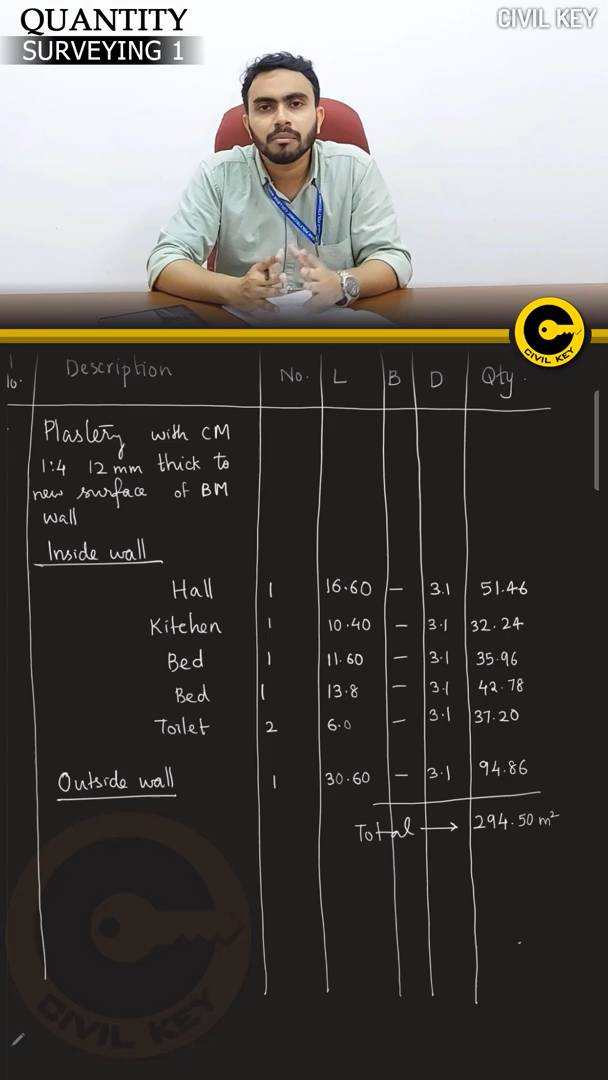 QUANTITY
SURVEYING 1
CIVIL KEY
CIVIL KEY
No. Description No. L B D Qty.
Plastery with CM
1:4 12 mm thick to
new surface of BM
wall
Inside wall
Hall 1 16.60 – 3.1 51.46
Kitchen 1 10.40 – 3.1 32.24
Bed 1 11.60 – 3.1 35.96
Bed 1 13.8 – 3.1 42.78
Toilet 2 6.0 – 3.1 37.20
Outside wall 1 30.60 – 3.1 94.86
Total → 294.50 m²
CIVIL KEY